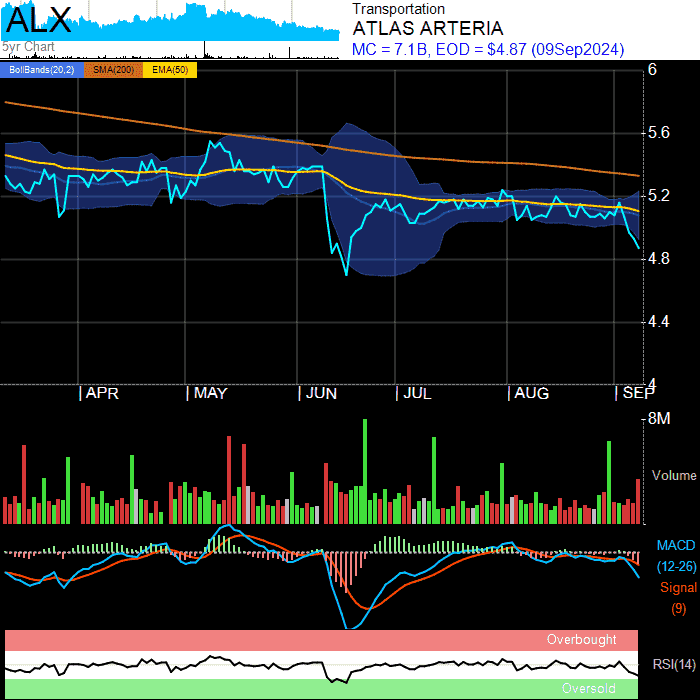 ALX
5yr Chart
Transportation
ATLAS ARTERIA
MC = 7.1B, EOD = $4.87 (09Sep2024)
BollBands(20,2) SMA(200) EMA(50)
6
5.6
5.2
4.8
4.4
4
APR MAY JUN JUL AUG SEP
8M
Volume
MACD
(12-26)
Signal
(9)
Overbought
RSI(14)
Oversold